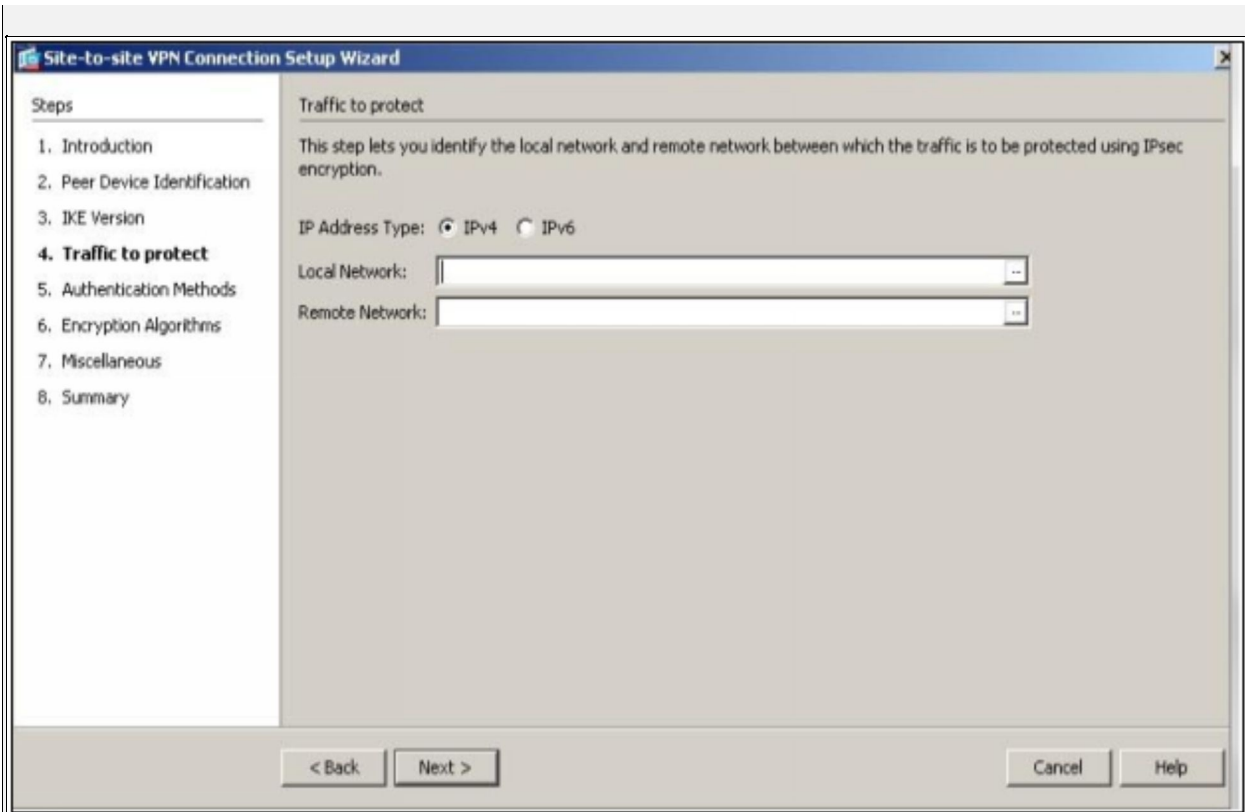 Site-to-site VPN Connection Setup Wizard
Steps
1. Introduction
2. Peer Device Identification
3. IKE Version
4. Traffic to protect
5. Authentication Methods
6. Encryption Algorithms
7. Miscellaneous
8. Summary
Traffic to protect
This step lets you identify the local network and remote network between which the traffic is to be protected using IPsec
encryption.
IP Address Type: IPv4 IPv6
Local Network: ...
Remote Network: ...
< Back Next > Cancel Help